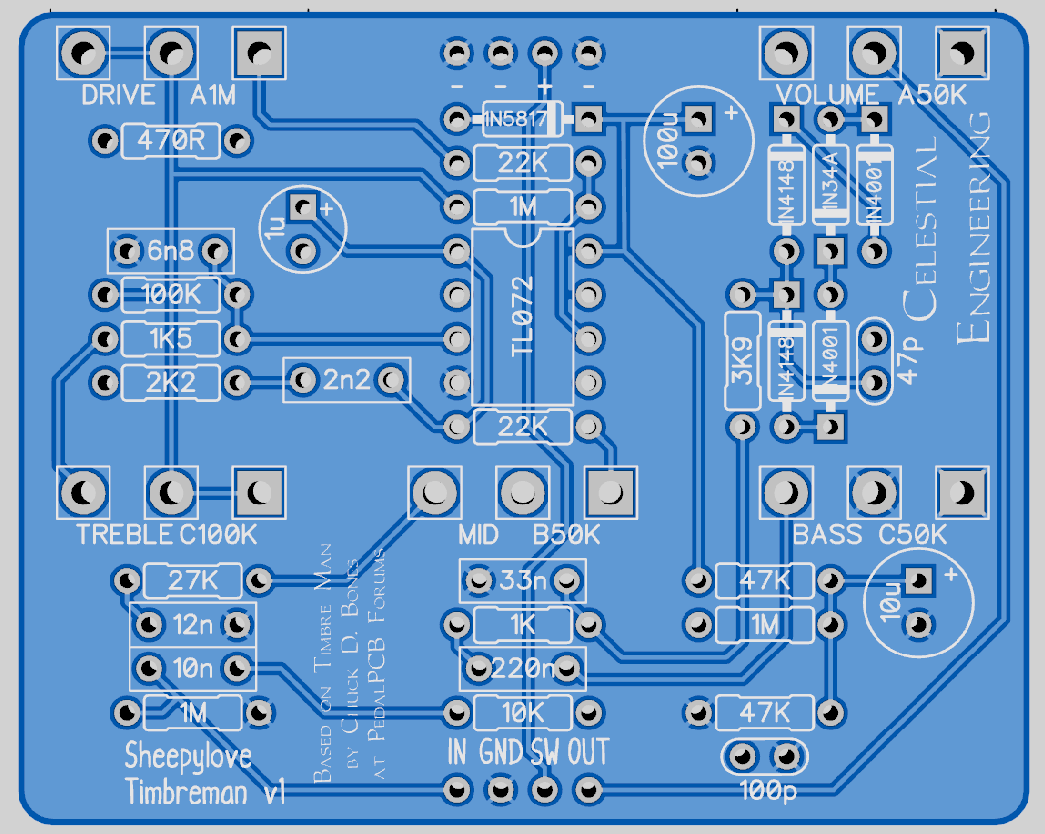 DRIVE A1M
VOLUME A50K
- - + -
470R
1N5817
100u +
22K
1M
1u +
1N4148
1N34A
1N4001
CELESTIAL
ENGINEERING
6n8
100K
1K5
2K2
2n2
TL072
22K
3K9
1N4148
1N4001
47p
TREBLE C100K
MID B50K
BASS C50K
27K
12n
10n
1M
33n
1K
220n
10K
47K
1M
47K
10u +
100p
BASED ON TIMBRE MAN
BY CHUCK D. BONES
AT PEDALPCB FORUMS
Sheepylove
Timbreman v1
IN GND SW OUT